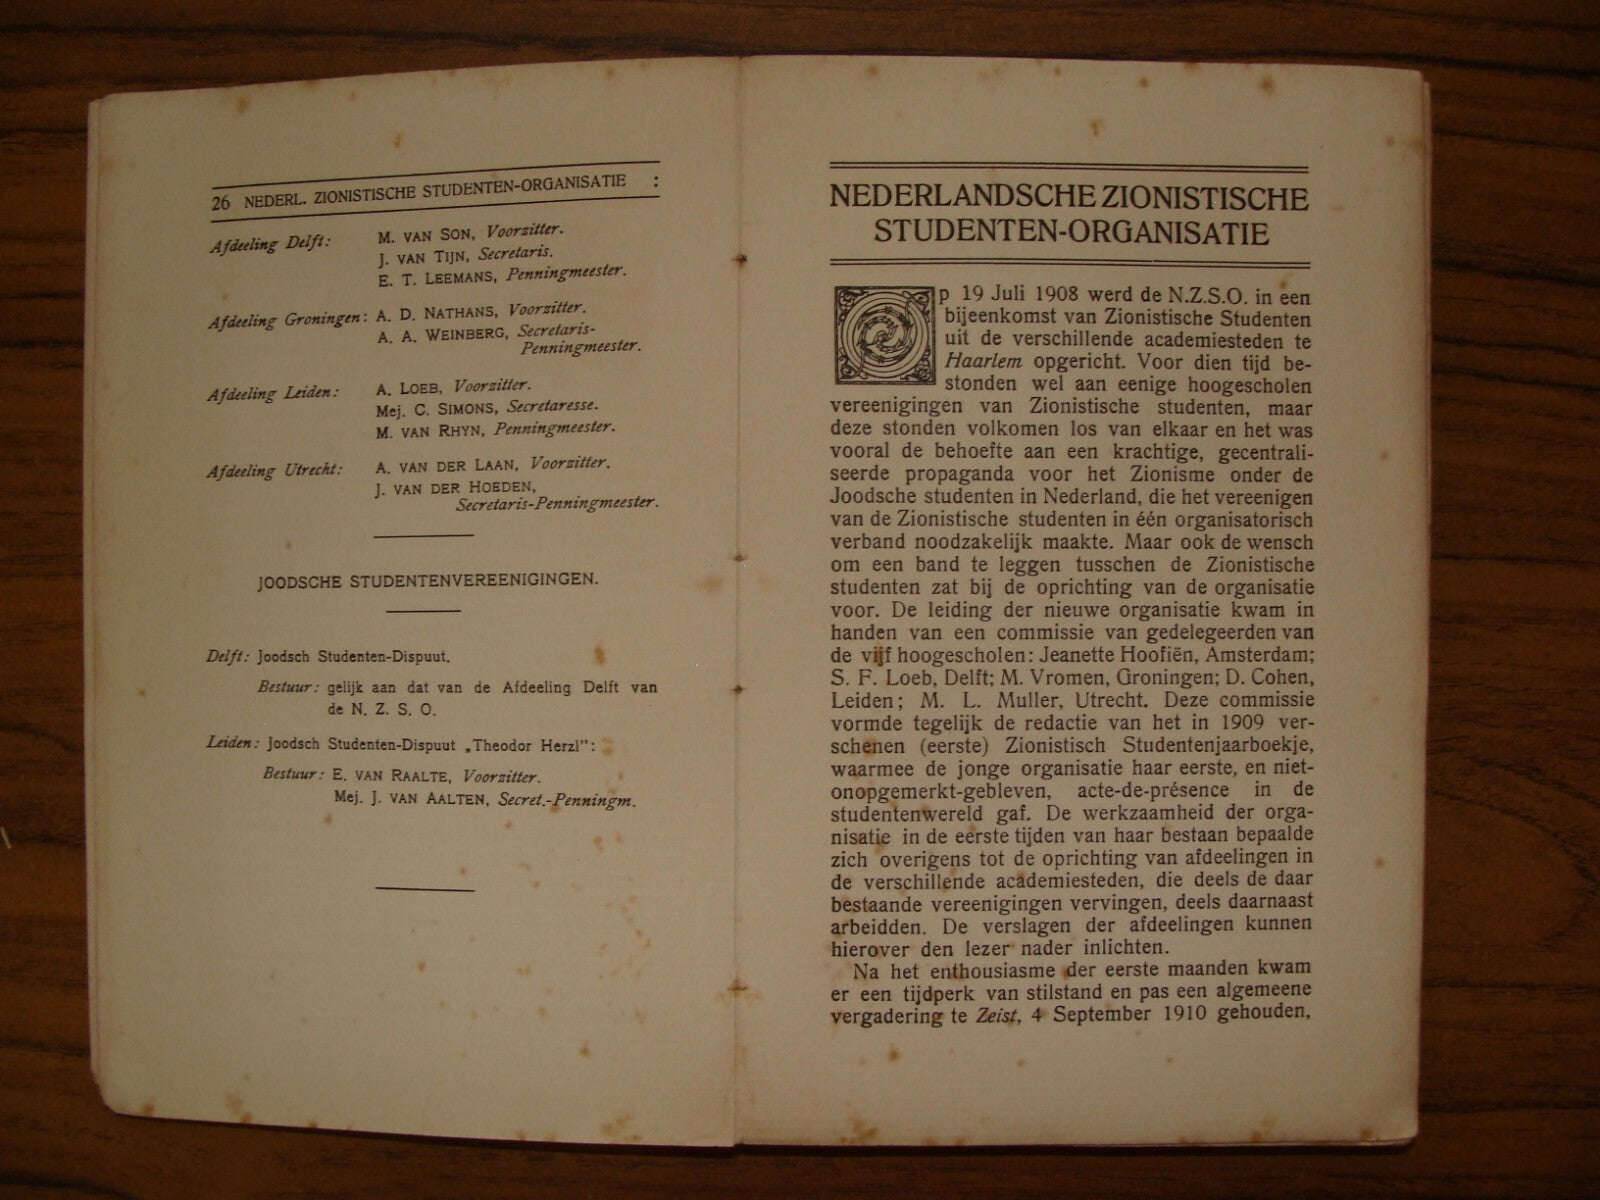 26 NEDERL. ZIONISTISCHE STUDENTEN-ORGANISATIE :
Afdeeling Delft: M. VAN SON, Voorzitter.
J. VAN TIJN, Secretaris.
E. T. LEEMANS, Penningmeester.
Afdeeling Groningen: A. D. NATHANS, Voorzitter.
A. A. WEINBERG, Secretaris-
Penningmeester.
Afdeeling Leiden: A. LOEB, Voorzitter.
Mej. C. SIMONS, Secretaresse.
M. VAN RHYN, Penningmeester.
Afdeeling Utrecht: A. VAN DER LAAN, Voorzitter.
J. VAN DER HOEDEN,
Secretaris-Penningmeester.
JOODSCHE STUDENTENVEREENIGINGEN.
Delft: Joodsch Studenten-Dispuut.
Bestuur: gelijk aan dat van de Afdeeling Delft van
de N. Z. S. O.
Leiden: Joodsch Studenten-Dispuut „Theodor Herzl":
Bestuur: E. VAN RAALTE, Voorzitter.
Mej. J. VAN AALTEN, Secret.-Penningm.
NEDERLANDSCHE ZIONISTISCHE
STUDENTEN-ORGANISATIE
Op 19 Juli 1908 werd de N.Z.S.O. in een
bijeenkomst van Zionistische Studenten
uit de verschillende academiesteden te
Haarlem opgericht. Voor dien tijd be-
stonden wel aan eenige hoogescholen
vereenigingen van Zionistische studenten, maar
deze stonden volkomen los van elkaar en het was
vooral de behoefte aan een krachtige, gecentrali-
seerde propaganda voor het Zionisme onder de
Joodsche studenten in Nederland, die het vereenigen
van de Zionistische studenten in één organisatorisch
verband noodzakelijk maakte. Maar ook de wensch
om een band te leggen tusschen de Zionistische
studenten zat bij de oprichting van de organisatie
voor. De leiding der nieuwe organisatie kwam in
handen van een commissie van gedelegeerden van
de vijf hoogescholen: Jeanette Hoofiën, Amsterdam;
S. F. Loeb, Delft; M. Vromen, Groningen; D. Cohen,
Leiden; M. L. Muller, Utrecht. Deze commissie
vormde tegelijk de redactie van het in 1909 ver-
schenen (eerste) Zionistisch Studentenjaarboekje,
waarmee de jonge organisatie haar eerste, en niet-
onopgemerkt-gebleven, acte-de-présence in de
studentenwereld gaf. De werkzaamheid der orga-
nisatie in de eerste tijden van haar bestaan bepaalde
zich overigens tot de oprichting van afdeelingen in
de verschillende academiesteden, die deels de daar
bestaande vereenigingen vervingen, deels daarnaast
arbeidden. De verslagen der afdeelingen kunnen
hierover den lezer nader inlichten.
Na het enthousiasme der eerste maanden kwam
er een tijdperk van stilstand en pas een algemeene
vergadering te Zeist, 4 September 1910 gehouden,